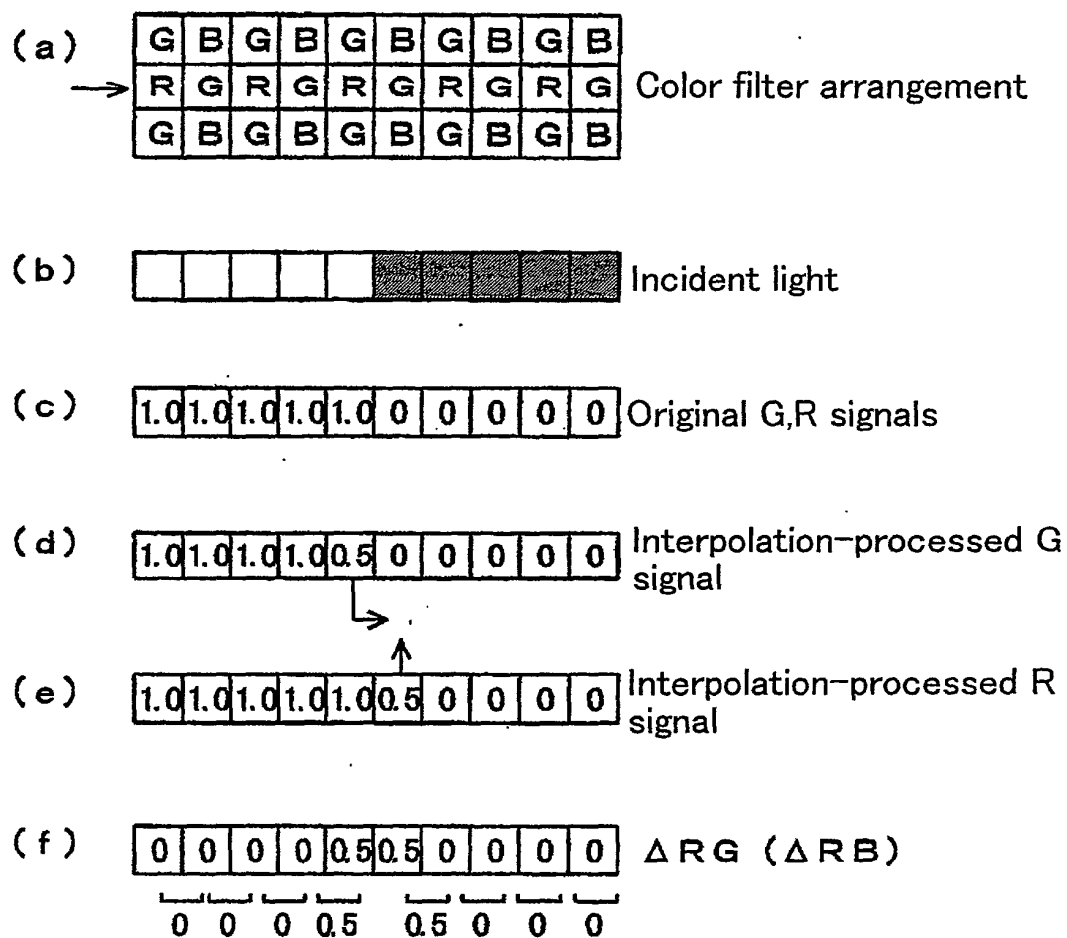 (a)
G B G B G B G B G B
R G R G R G R G R G
G B G B G B G B G B
Color filter arrangement
(b)
Incident light
(c)
1.0 1.0 1.0 1.0 1.0 0 0 0 0 0
Original G,R signals
(d)
1.0 1.0 1.0 1.0 0.5 0 0 0 0 0
Interpolation-processed G
signal
(e)
1.0 1.0 1.0 1.0 1.0 0.5 0 0 0 0
Interpolation-processed R
signal
(f)
0 0 0 0 0.5 0.5 0 0 0 0
ΔRG (ΔRB)
0 0 0 0.5 0.5 0 0 0